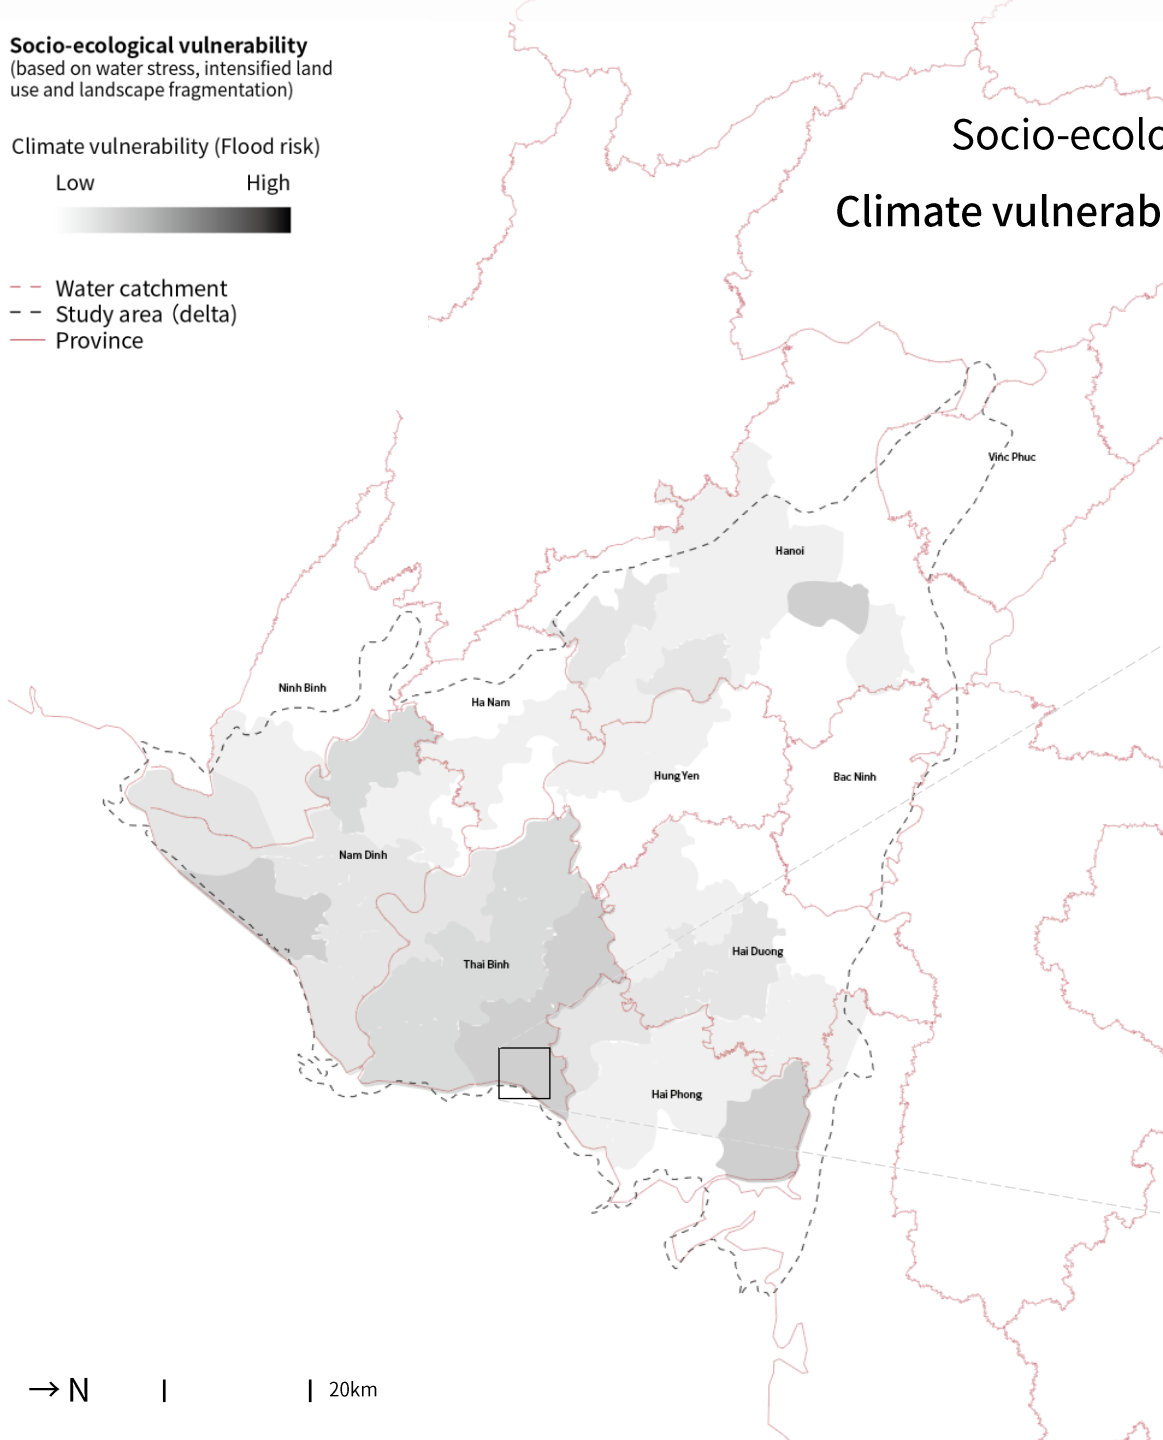 Socio-ecological vulnerability
(based on water stress, intensified land
use and landscape fragmentation)
Climate vulnerability (Flood risk)
Low High
Water catchment
Study area (delta)
Province
Socio-ecolo
Climate vulnerab
Vinc Phuc
Hanoi
Ninh Binh
Ha Nam
Hung Yen
Bac Ninh
Nam Dinh
Hai Duong
Thai Binh
Hai Phong
→ N
20km